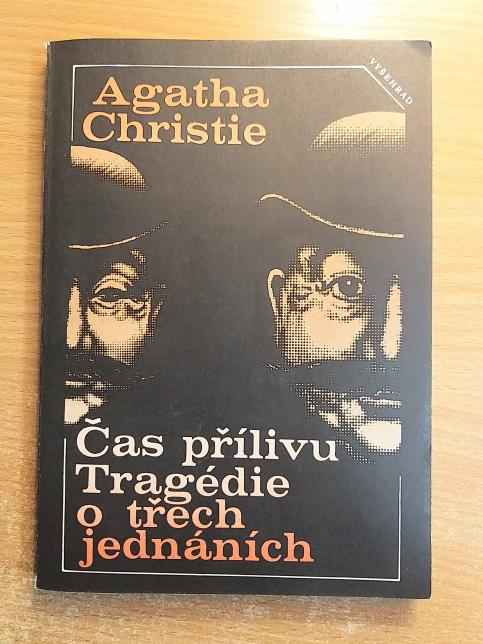 VYŠEHRAD
Agatha
Christie
Čas přílivu
Tragédie
o třech
jednáních